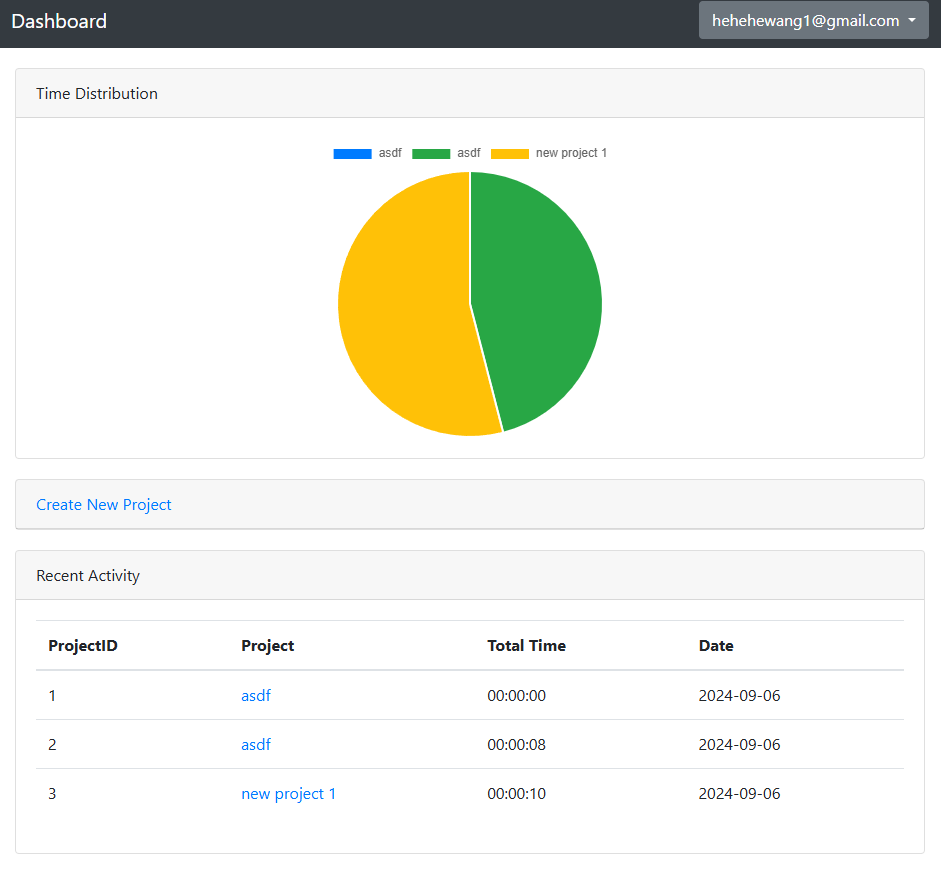 Dashboard hehehewang1@gmail.com
Time Distribution
asdf asdf new project 1
Create New Project
Recent Activity
ProjectID Project Total Time Date
1 asdf 00:00:00 2024-09-06
2 asdf 00:00:08 2024-09-06
3 new project 1 00:00:10 2024-09-06